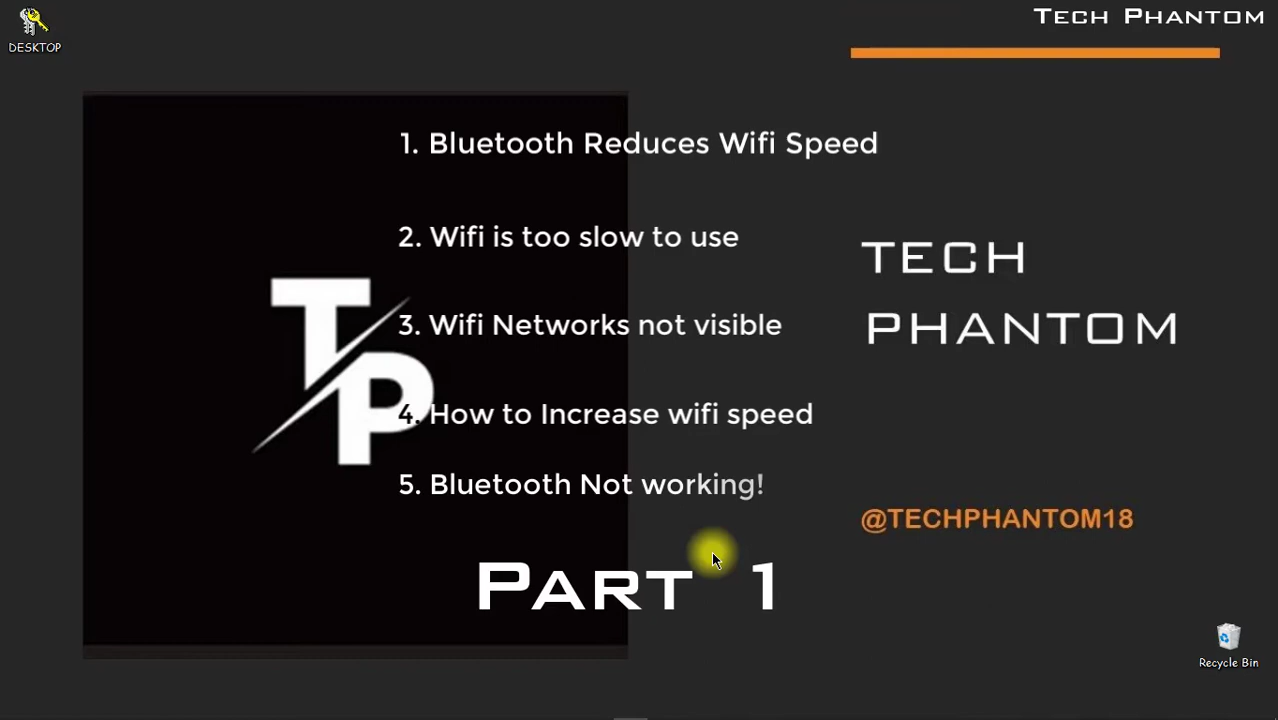 DESKTOP
TECH PHANTOM
1. Bluetooth Reduces Wifi Speed
2. Wifi is too slow to use
3. Wifi Networks not visible
4. How to Increase wifi speed
5. Bluetooth Not working!
TP
TECH
PHANTOM
@TECHPHANTOM18
PART 1
Recycle Bin